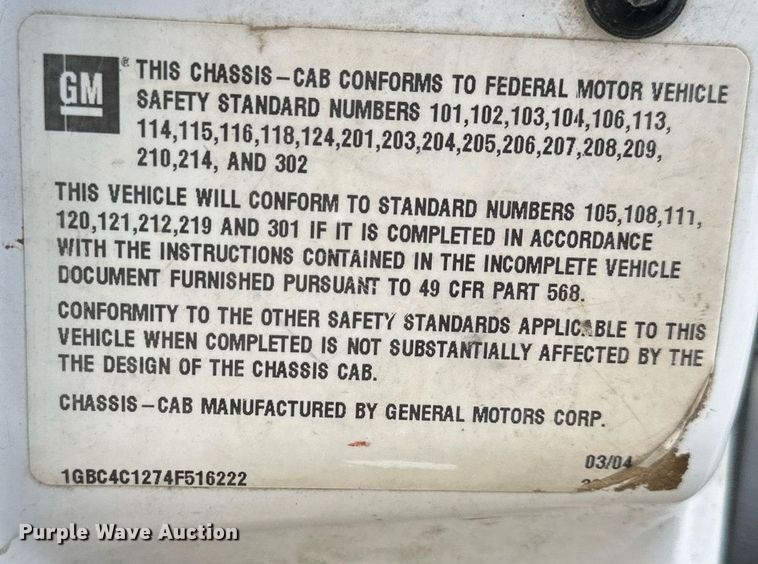 GM ® THIS CHASSIS-CAB CONFORMS TO FEDERAL MOTOR VEHICLE
SAFETY STANDARD NUMBERS 101,102,103,104,106,113,
114,115,116,118,124,201,203,204,205,206,207,208,209,
210,214, AND 302
THIS VEHICLE WILL CONFORM TO STANDARD NUMBERS 105,108,111,
120,121,212,219 AND 301 IF IT IS COMPLETED IN ACCORDANCE
WITH THE INSTRUCTIONS CONTAINED IN THE INCOMPLETE VEHICLE
DOCUMENT FURNISHED PURSUANT TO 49 CFR PART 568.
CONFORMITY TO THE OTHER SAFETY STANDARDS APPLICABLE TO THIS
VEHICLE WHEN COMPLETED IS NOT SUBSTANTIALLY AFFECTED BY THE
THE DESIGN OF THE CHASSIS CAB.
CHASSIS-CAB MANUFACTURED BY GENERAL MOTORS CORP.
03/04
1GBC4C1274F516222
Purple Wave Auction